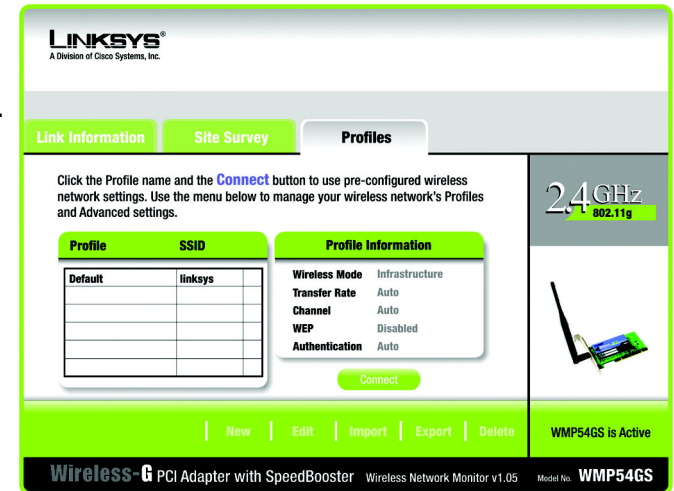 LINKSYS®
A Division of Cisco Systems, Inc.
Link Information Site Survey Profiles
Click the Profile name and the Connect button to use pre-configured wireless
network settings. Use the menu below to manage your wireless network's Profiles
and Advanced settings.
2.4GHz
802.11g
Profile SSID
Default linksys
Profile Information
Wireless Mode Infrastructure
Transfer Rate Auto
Channel Auto
WEP Disabled
Authentication Auto
Connect
New Edit Import Export Delete
WMP54GS is Active
Wireless-G PCI Adapter with SpeedBooster Wireless Network Monitor v1.05 Model No. WMP54GS